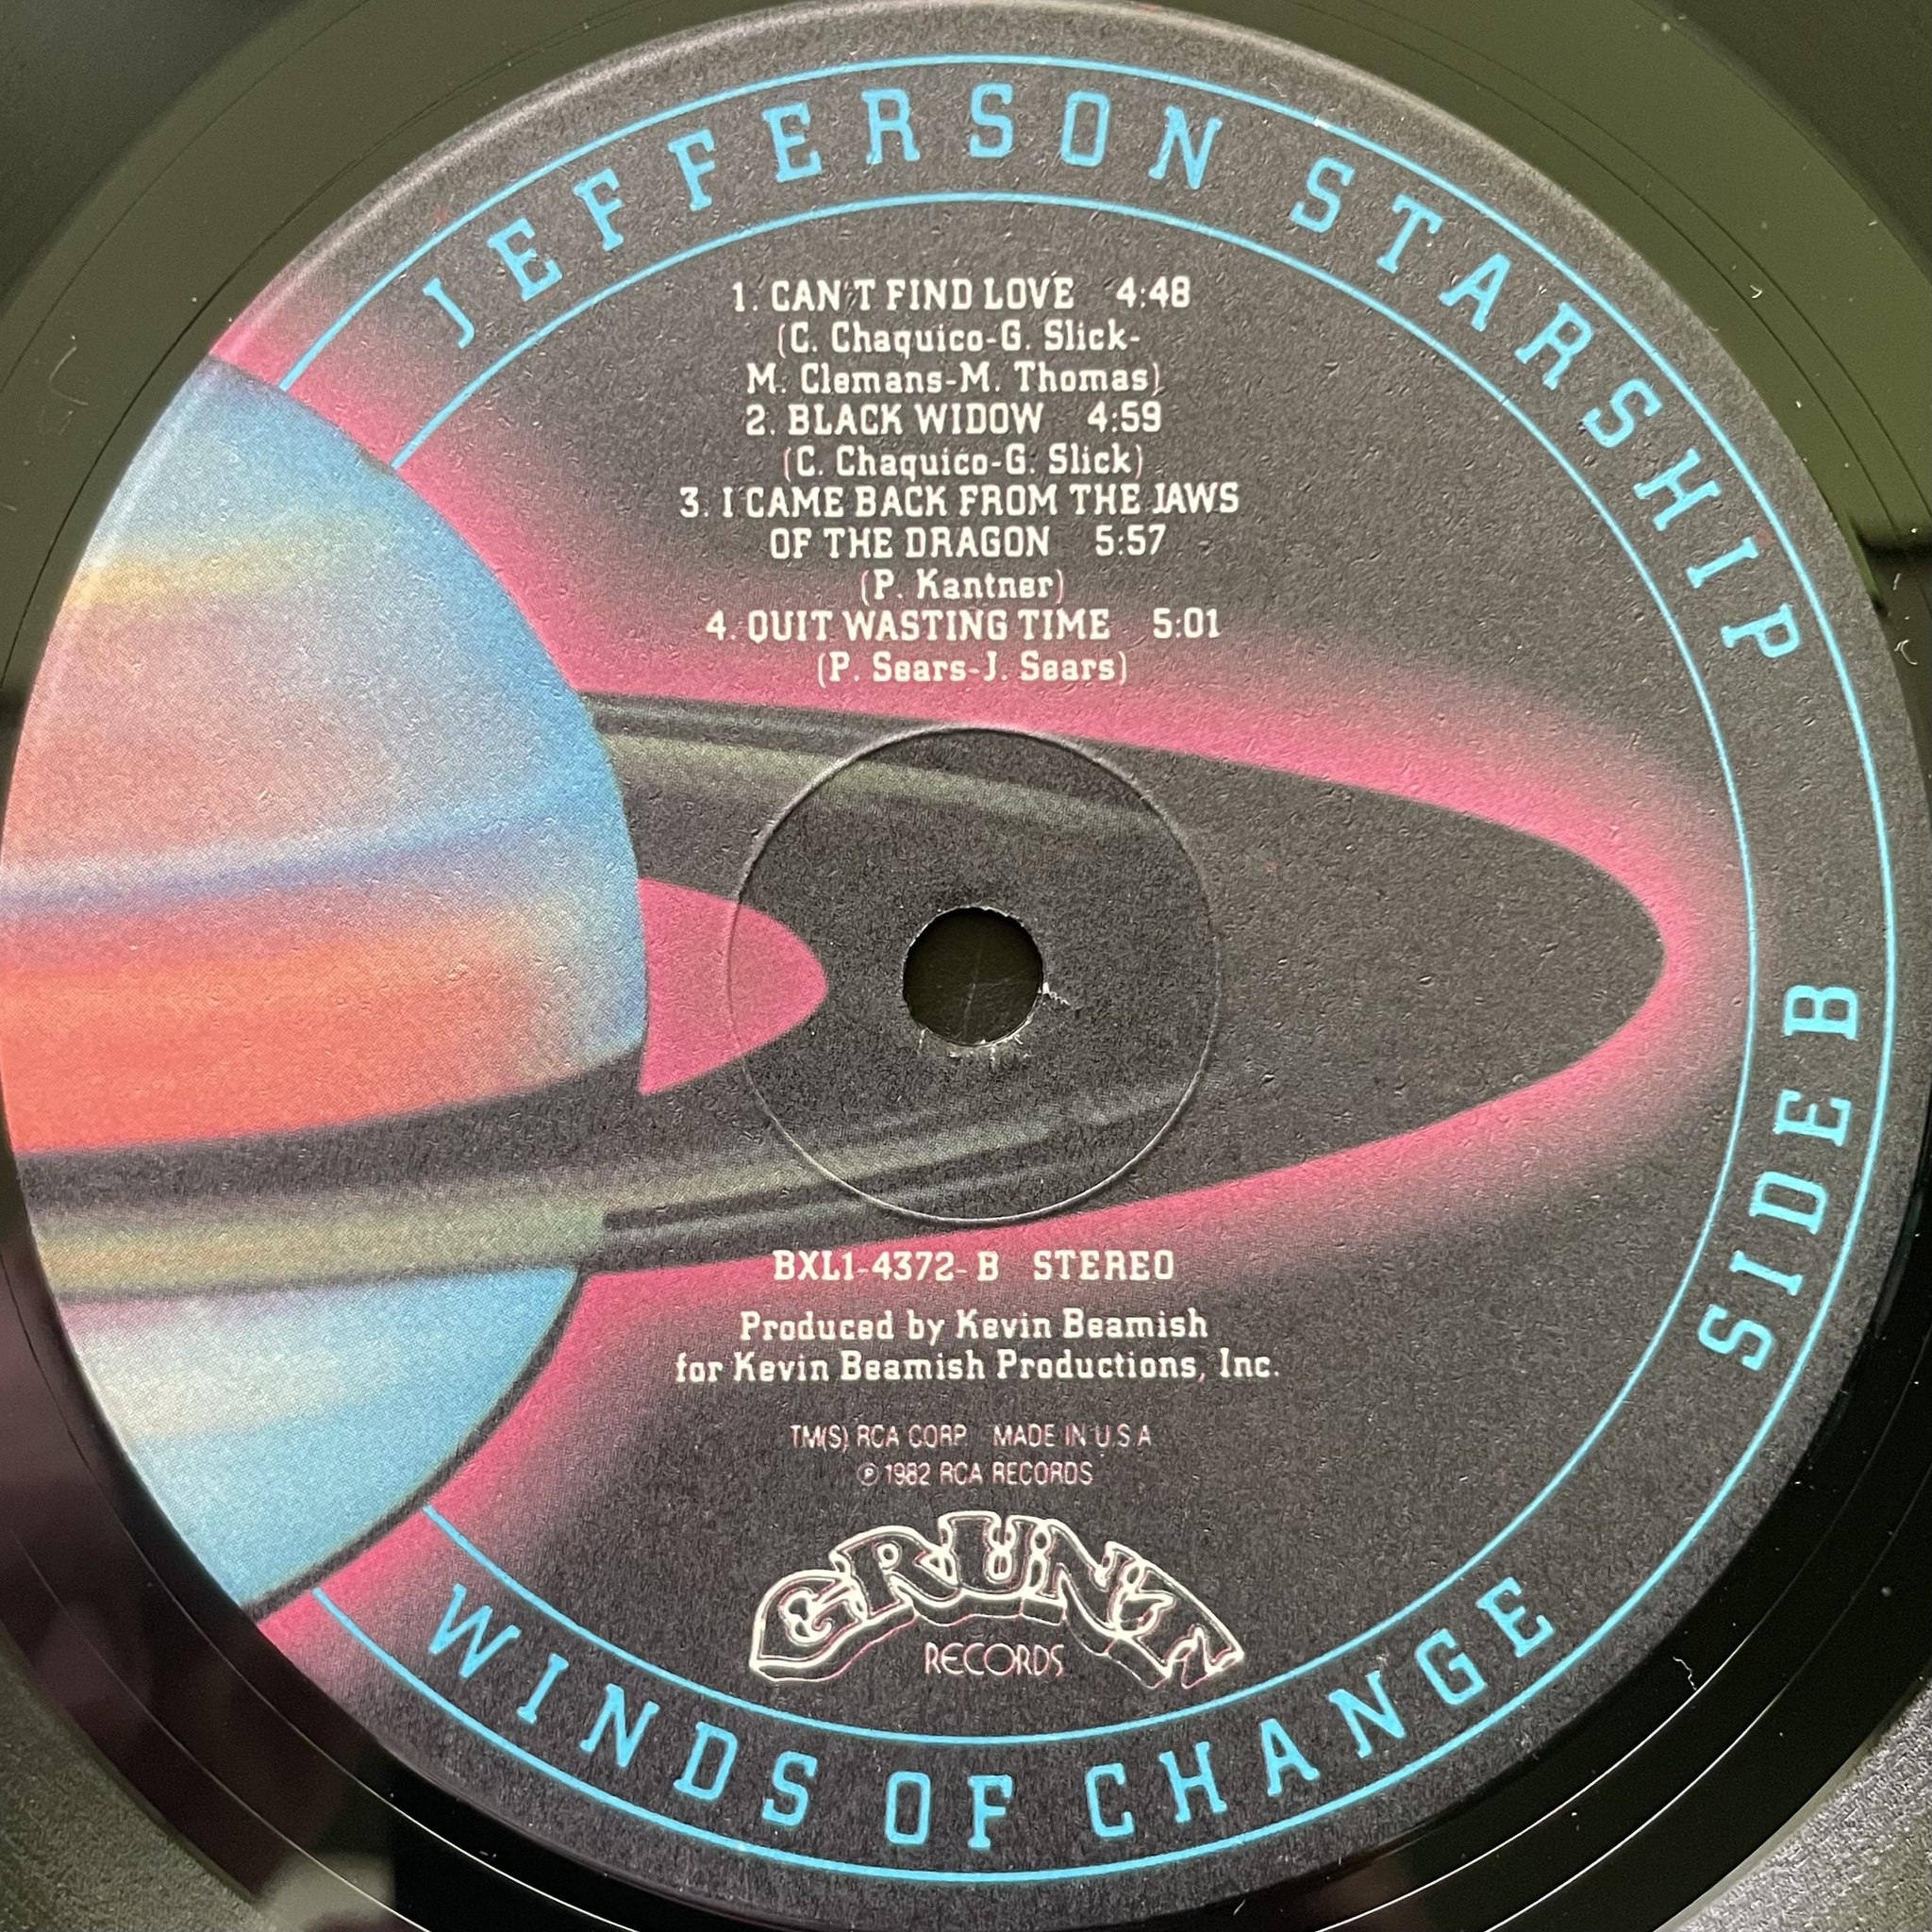 JEFFERSON STARSHIP
1. CAN'T FIND LOVE 4:48
(C. Chaquico-G. Slick-
M. Clemans-M. Thomas)
2. BLACK WIDOW 4:59
(C. Chaquico-G. Slick)
3. I CAME BACK FROM THE JAWS
OF THE DRAGON 5:57
(P. Kantner)
4. QUIT WASTING TIME 5:01
(P. Sears-J. Sears)
SIDE B
BXL1-4372-B STEREO
Produced by Kevin Beamish
for Kevin Beamish Productions, Inc.
TM(S) RCA CORP MADE IN U.S.A
℗ 1982 RCA RECORDS
GRUNT
RECORDS
WINDS OF CHANGE